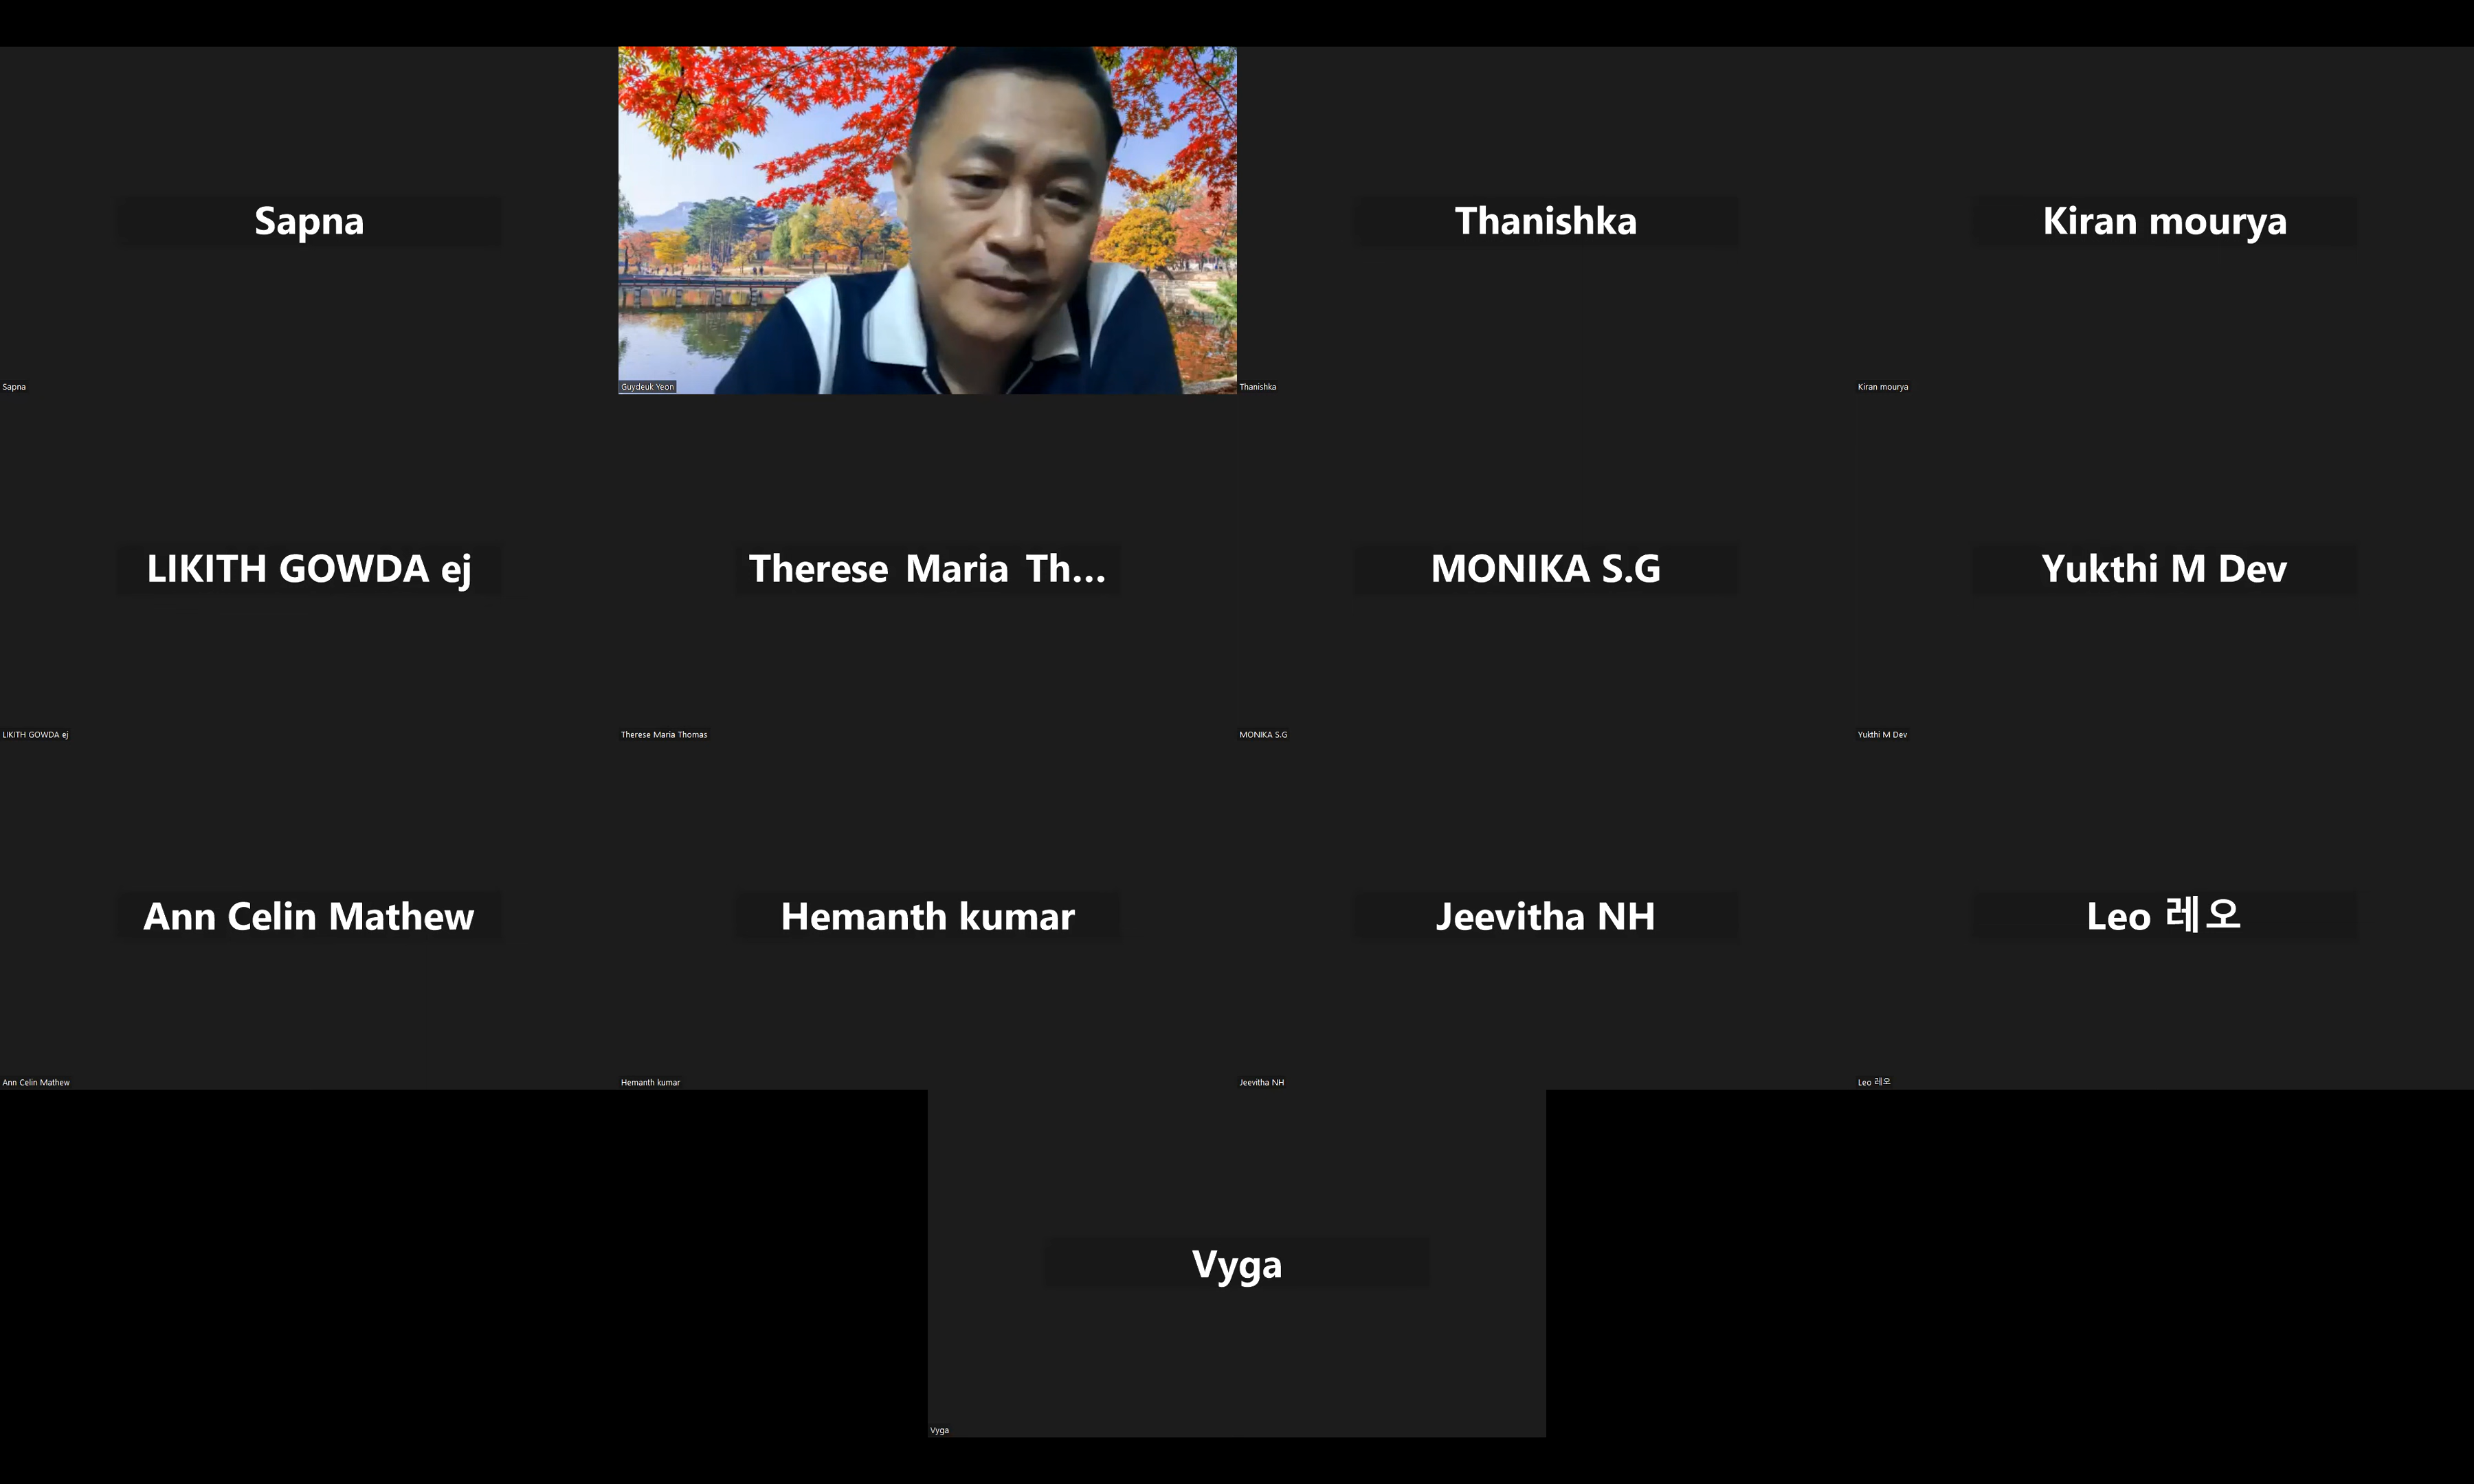 Sapna
Thanishka
Kiran mourya
Sapna
Guydeuk Yeon
Thanishka
Kiran mourya
LIKITH GOWDA ej
Therese Maria Th...
MONIKA S.G
Yukthi M Dev
LIKITH GOWDA ej
Therese Maria Thomas
MONIKA S.G
Yukthi M Dev
Ann Celin Mathew
Hemanth kumar
Jeevitha NH
Leo 레오
Ann Celin Mathew
Hemanth kumar
Jeevitha NH
Leo 레오
Vyga
Vyga